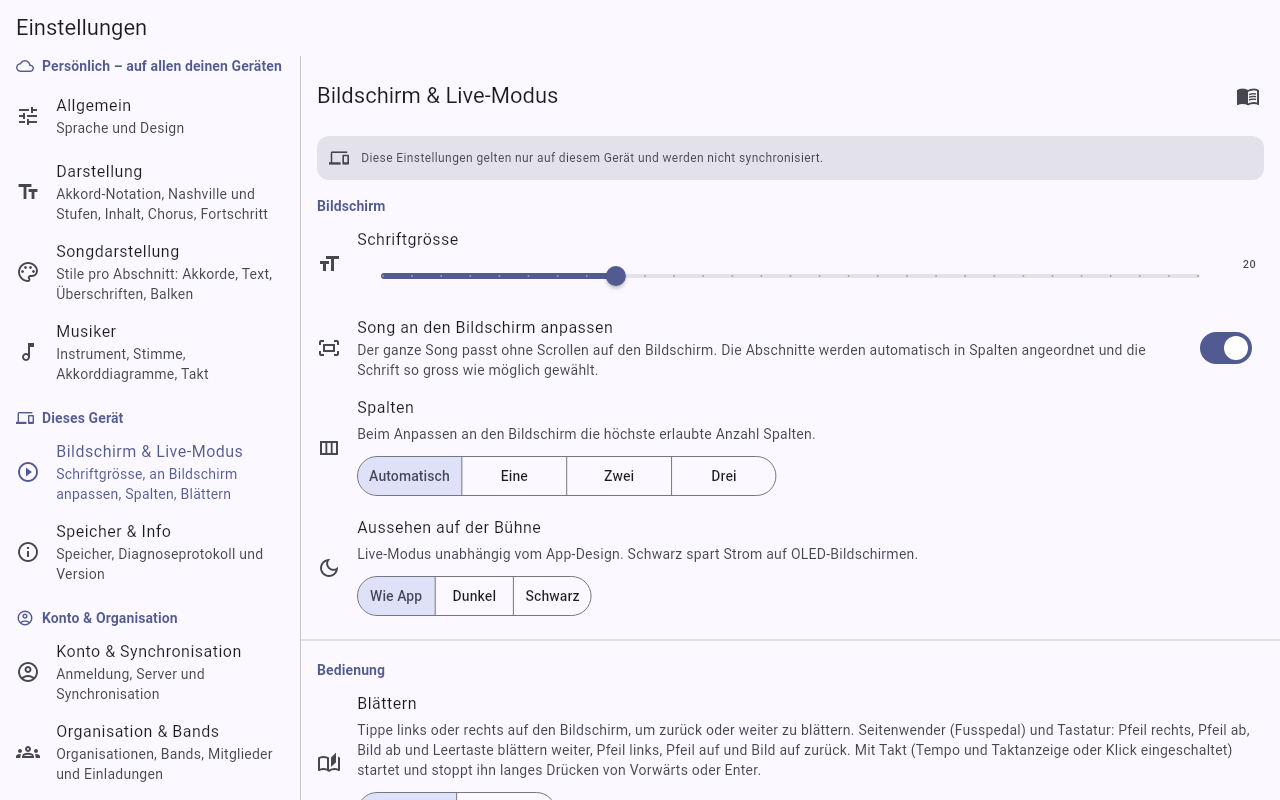 Einstellungen
Persönlich – auf allen deinen Geräten
Allgemein
Sprache und Design
Darstellung
Akkord-Notation, Nashville und
Stufen, Inhalt, Chorus, Fortschritt
Songdarstellung
Stile pro Abschnitt: Akkorde, Text,
Überschriften, Balken
Musiker
Instrument, Stimme,
Akkorddiagramme, Takt
Dieses Gerät
Bildschirm & Live-Modus
Schriftgrösse, an Bildschirm
anpassen, Spalten, Blättern
Speicher & Info
Speicher, Diagnoseprotokoll und
Version
Konto & Organisation
Konto & Synchronisation
Anmeldung, Server und
Synchronisation
Organisation & Bands
Organisationen, Bands, Mitglieder
und Einladungen
Bildschirm & Live-Modus
Diese Einstellungen gelten nur auf diesem Gerät und werden nicht synchronisiert.
Bildschirm
Schriftgrösse
20
Song an den Bildschirm anpassen
Der ganze Song passt ohne Scrollen auf den Bildschirm. Die Abschnitte werden automatisch in Spalten angeordnet und die
Schrift so gross wie möglich gewählt.
Spalten
Beim Anpassen an den Bildschirm die höchste erlaubte Anzahl Spalten.
Automatisch Eine Zwei Drei
Aussehen auf der Bühne
Live-Modus unabhängig vom App-Design. Schwarz spart Strom auf OLED-Bildschirmen.
Wie App Dunkel Schwarz
Bedienung
Blättern
Tippe links oder rechts auf den Bildschirm, um zurück oder weiter zu blättern. Seitenwender (Fusspedal) und Tastatur: Pfeil rechts, Pfeil ab,
Bild ab und Leertaste blättern weiter, Pfeil links, Pfeil auf und Bild auf zurück. Mit Takt (Tempo und Taktanzeige oder Klick eingeschaltet)
startet und stoppt ihn langes Drücken von Vorwärts oder Enter.